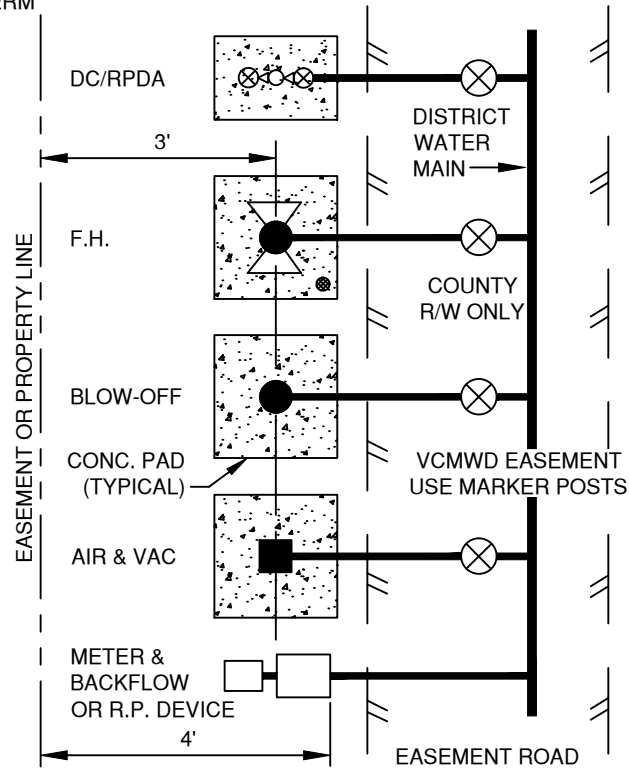 DC/RPDA
3'
DISTRICT
WATER
MAIN
F.H.
COUNTY
R/W ONLY
EASEMENT OR PROPERTY LINE
BLOW-OFF
CONC. PAD
(TYPICAL)
VCMWD EASEMENT
USE MARKER POSTS
AIR & VAC
METER &
BACKFLOW
OR R.P. DEVICE
4'
EASEMENT ROAD